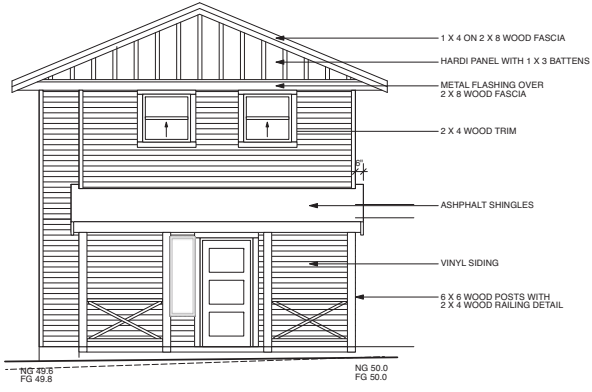 1 X 4 ON 2 X 8 WOOD FASCIA
HARDI PANEL WITH 1 X 3 BATTENS
METAL FLASHING OVER
2 X 8 WOOD FASCIA
2 X 4 WOOD TRIM
6"
ASHPHALT SHINGLES
VINYL SIDING
6 X 6 WOOD POSTS WITH
2 X 4 WOOD RAILING DETAIL
NG 49.6
FG 49.8
NG 50.0
FG 50.0